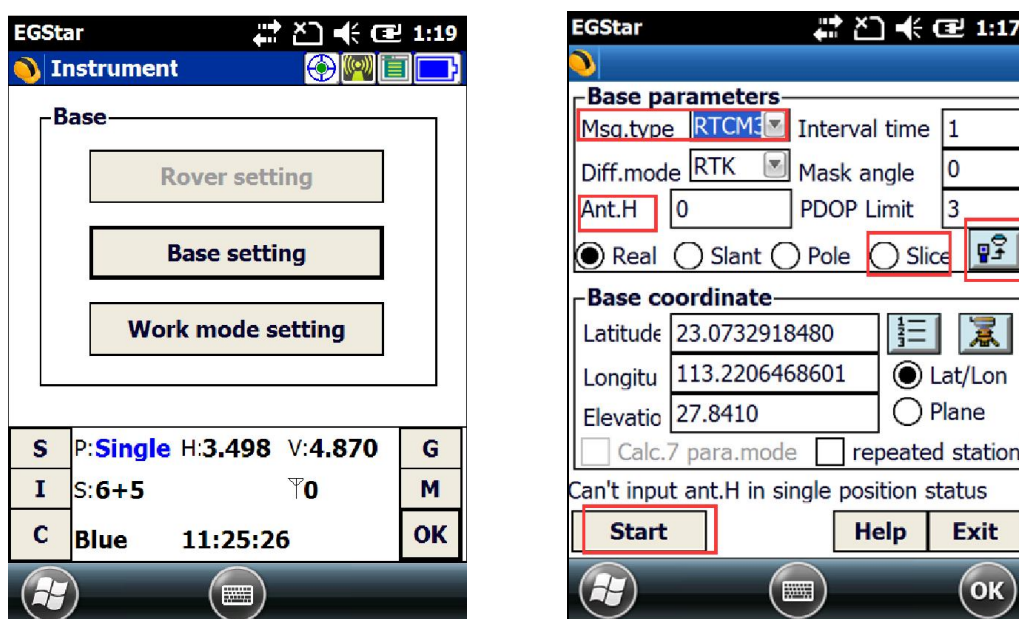 EGStar 1:19
Instrument
Base
Rover setting
Base setting
Work mode setting
S P:Single H:3.498 V:4.870 G
I S:6+5 0 M
C Blue 11:25:26 OK
EGStar 1:17
Base parameters
Msg.type RTCM3 Interval time 1
Diff.mode RTK Mask angle 0
Ant.H 0 PDOP Limit 3
Real Slant Pole Slice
Base coordinate
Latitude 23.0732918480
1
2
3
Longitu 113.2206468601 Lat/Lon
Elevatio 27.8410 Plane
Calc.7 para.mode repeated station
Can't input ant.H in single position status
Start Help Exit
OK